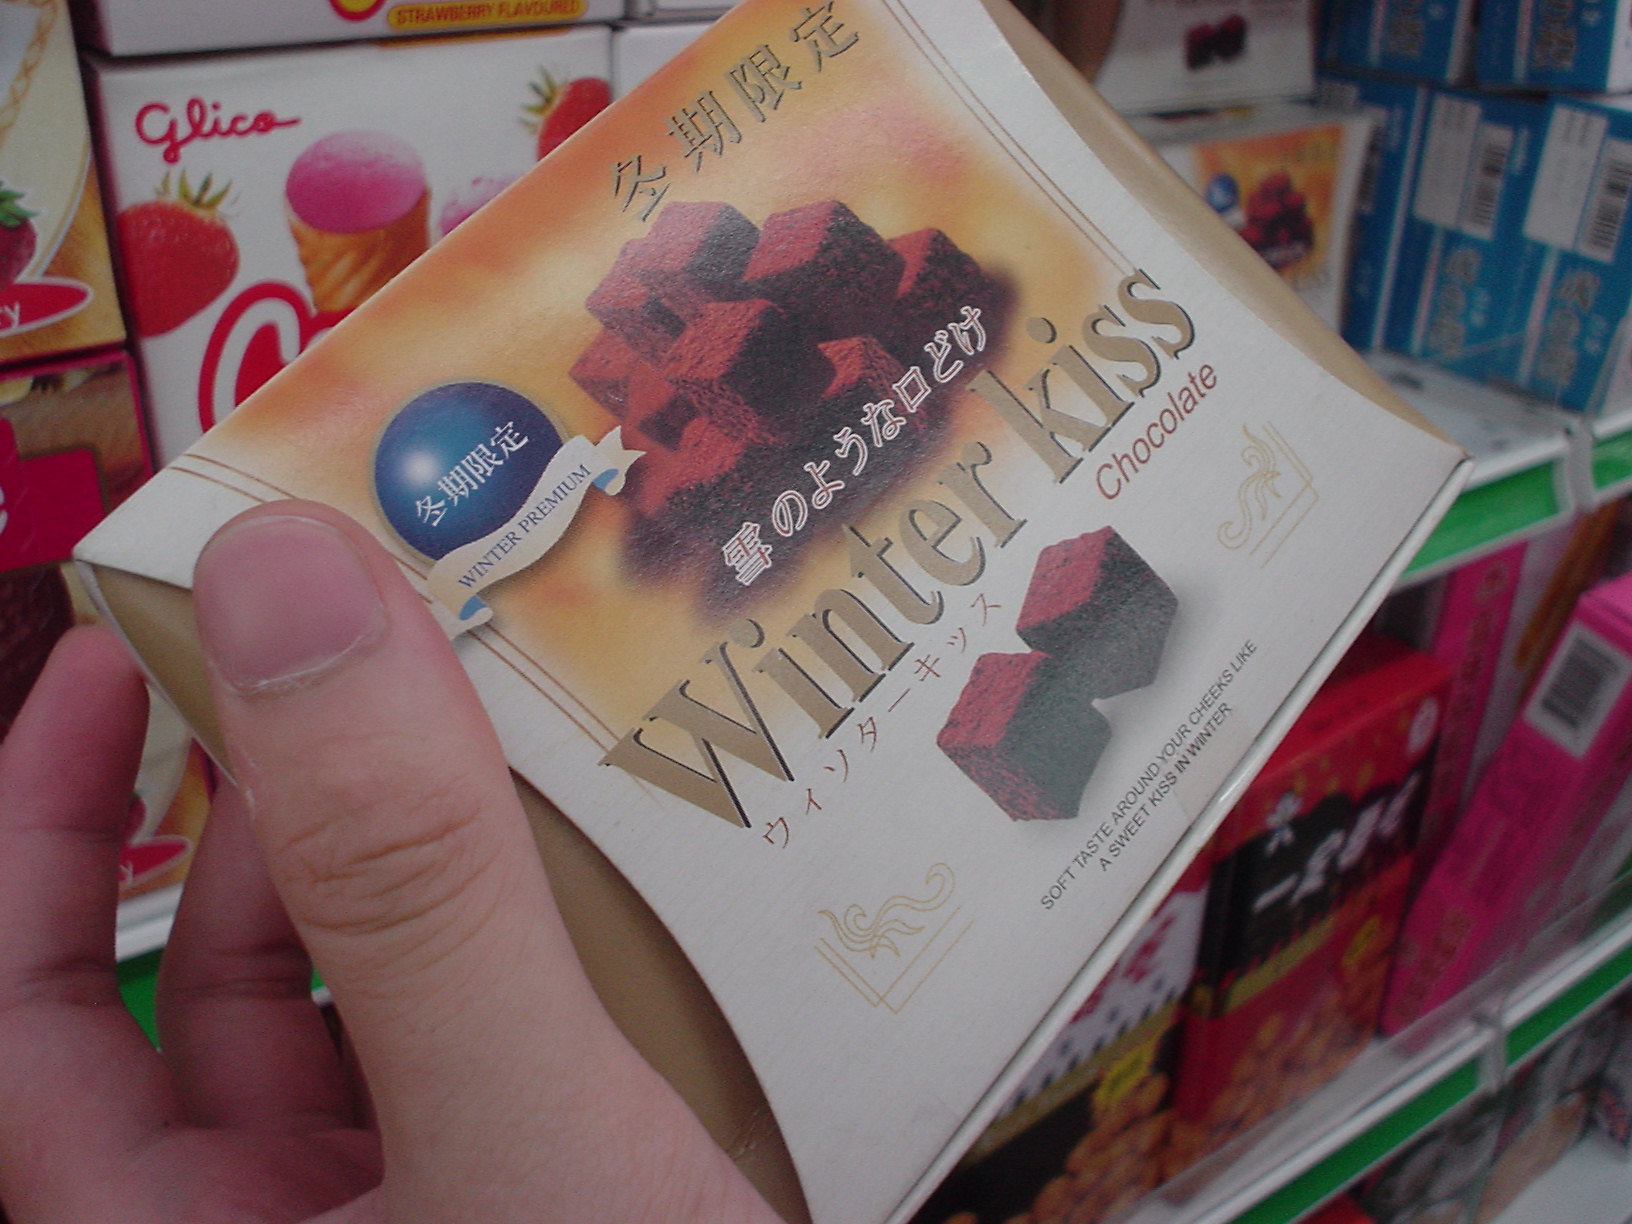 STRAWBERRY FLAVOURED
Glico
冬期限定
雪のような口どけ
冬期限定
WINTER PREMIUM
Winter kiss
Chocolate
ウィンターキッス
SOFT TASTE AROUND YOUR CHEEKS LIKE
A SWEET KISS IN WINTER